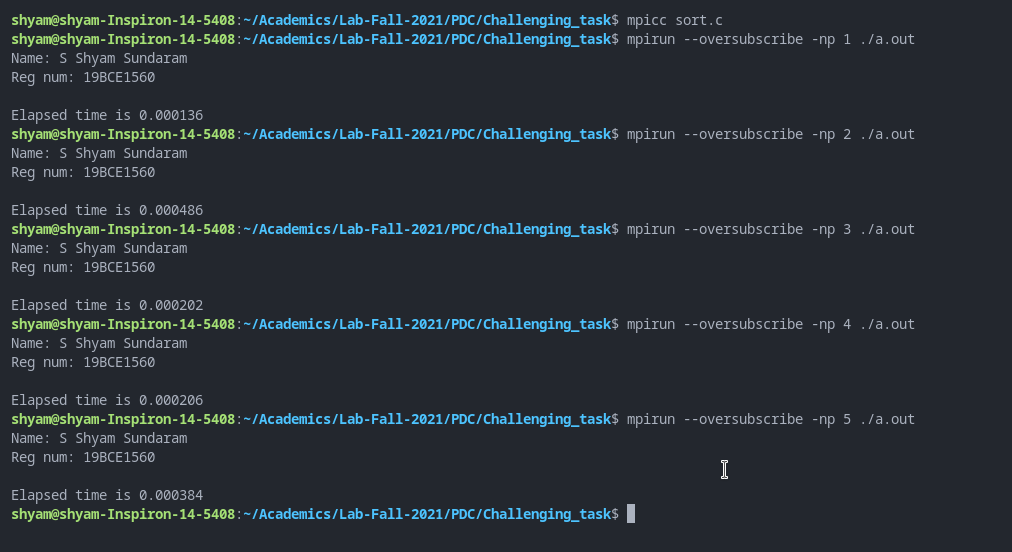 shyam@shyam-Inspiron-14-5408:~/Academics/Lab-Fall-2021/PDC/Challenging_task$ mpicc sort.c
shyam@shyam-Inspiron-14-5408:~/Academics/Lab-Fall-2021/PDC/Challenging_task$ mpirun --oversubscribe -np 1 ./a.out
Name: S Shyam Sundaram
Reg num: 19BCE1560
Elapsed time is 0.000136
shyam@shyam-Inspiron-14-5408:~/Academics/Lab-Fall-2021/PDC/Challenging_task$ mpirun --oversubscribe -np 2 ./a.out
Name: S Shyam Sundaram
Reg num: 19BCE1560
Elapsed time is 0.000486
shyam@shyam-Inspiron-14-5408:~/Academics/Lab-Fall-2021/PDC/Challenging_task$ mpirun --oversubscribe -np 3 ./a.out
Name: S Shyam Sundaram
Reg num: 19BCE1560
Elapsed time is 0.000202
shyam@shyam-Inspiron-14-5408:~/Academics/Lab-Fall-2021/PDC/Challenging_task$ mpirun --oversubscribe -np 4 ./a.out
Name: S Shyam Sundaram
Reg num: 19BCE1560
Elapsed time is 0.000206
shyam@shyam-Inspiron-14-5408:~/Academics/Lab-Fall-2021/PDC/Challenging_task$ mpirun --oversubscribe -np 5 ./a.out
Name: S Shyam Sundaram
Reg num: 19BCE1560
Elapsed time is 0.000384
shyam@shyam-Inspiron-14-5408:~/Academics/Lab-Fall-2021/PDC/Challenging_task$